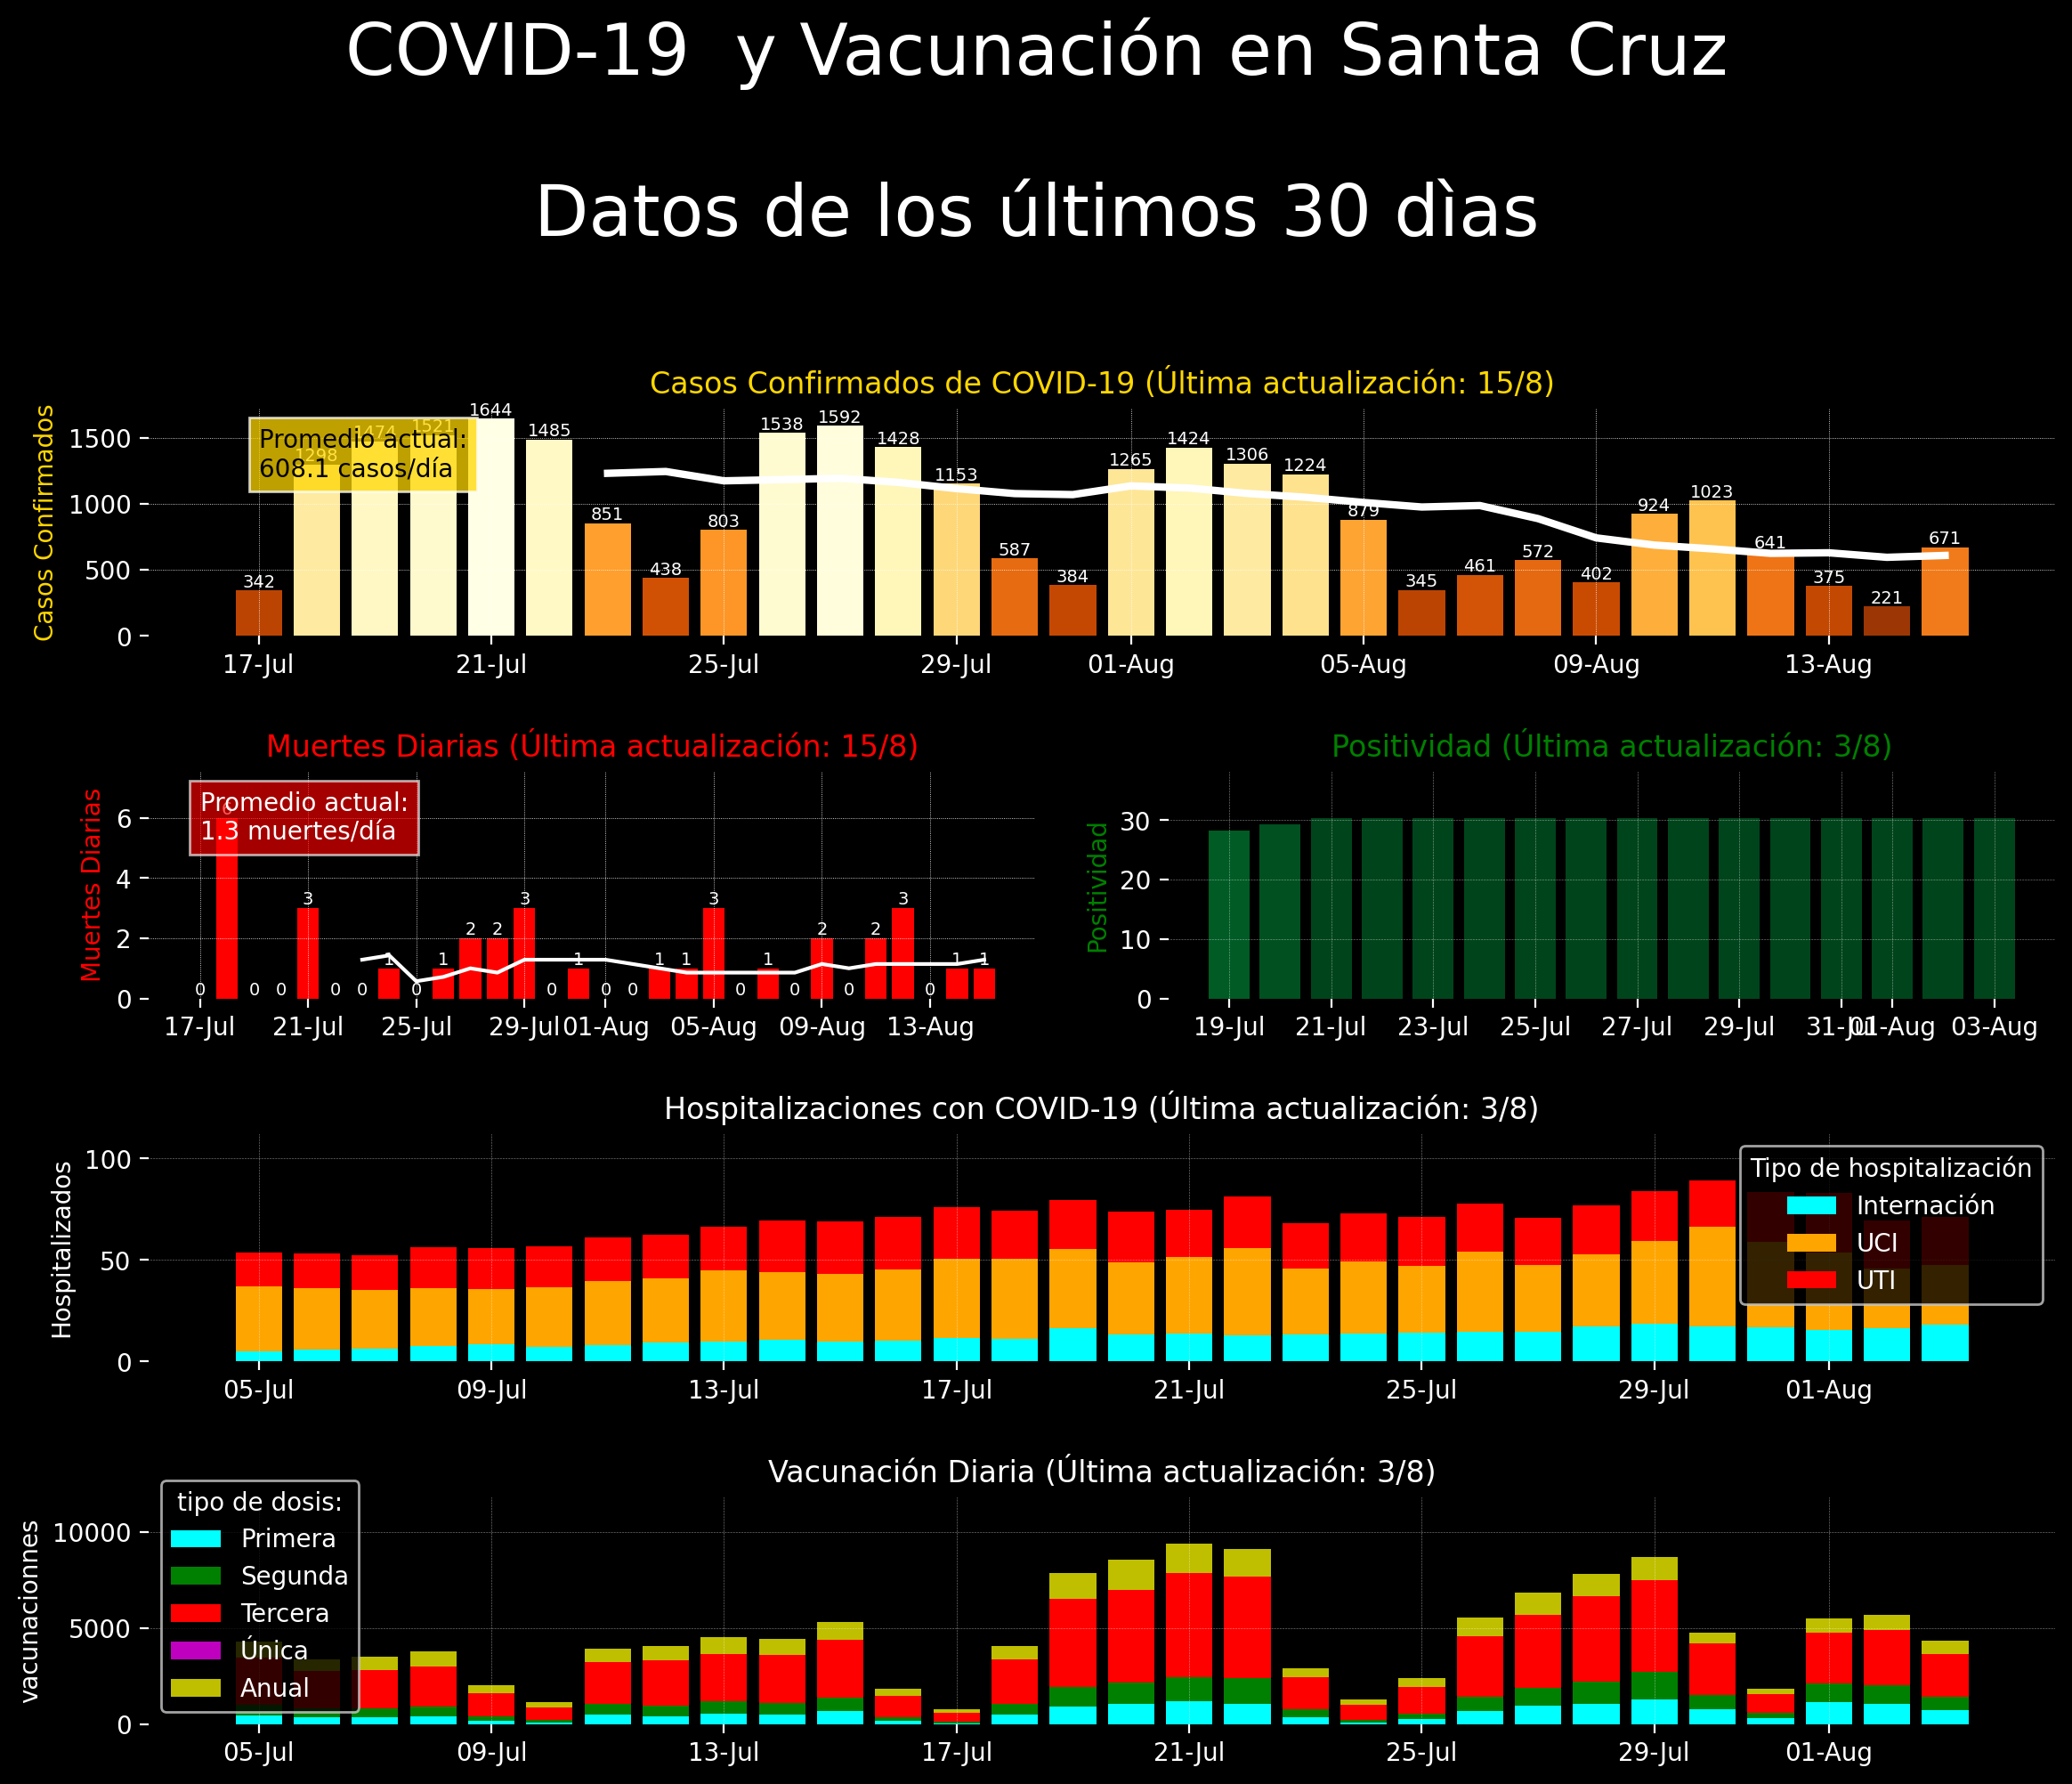 COVID-19  y Vacunación en Santa Cruz
Datos de los últimos 30 dìas
Casos Confirmados de COVID-19 (Última actualización: 15/8)
Casos Confirmados
1500
1000
500
0
Promedio actual:
608.1 casos/día
342 1298 1474 1521 1644 1485 851 438 803 1538 1592 1428 1153 587 384 1265 1424 1306 1224 879 345 461 572 402 924 1023 641 375 221 671
17-Jul 21-Jul 25-Jul 29-Jul 01-Aug 05-Aug 09-Aug 13-Aug
Muertes Diarias (Última actualización: 15/8)
Muertes Diarias
6
4
2
0
Promedio actual:
1.3 muertes/día
0 6 0 0 3 0 0 1 0 1 2 2 3 0 1 0 0 1 1 3 0 1 0 2 0 2 3 0 1 1
17-Jul 21-Jul 25-Jul 29-Jul 01-Aug 05-Aug 09-Aug 13-Aug
Positividad (Última actualización: 3/8)
Positividad
30
20
10
0
19-Jul 21-Jul 23-Jul 25-Jul 27-Jul 29-Jul 31-Jul 01-Aug 03-Aug
Hospitalizaciones con COVID-19 (Última actualización: 3/8)
Hospitalizados
100
50
0
Tipo de hospitalización
Internación
UCI
UTI
05-Jul 09-Jul 13-Jul 17-Jul 21-Jul 25-Jul 29-Jul 01-Aug
Vacunación Diaria (Última actualización: 3/8)
vacunacionnes
10000
5000
0
tipo de dosis:
Primera
Segunda
Tercera
Única
Anual
05-Jul 09-Jul 13-Jul 17-Jul 21-Jul 25-Jul 29-Jul 01-Aug